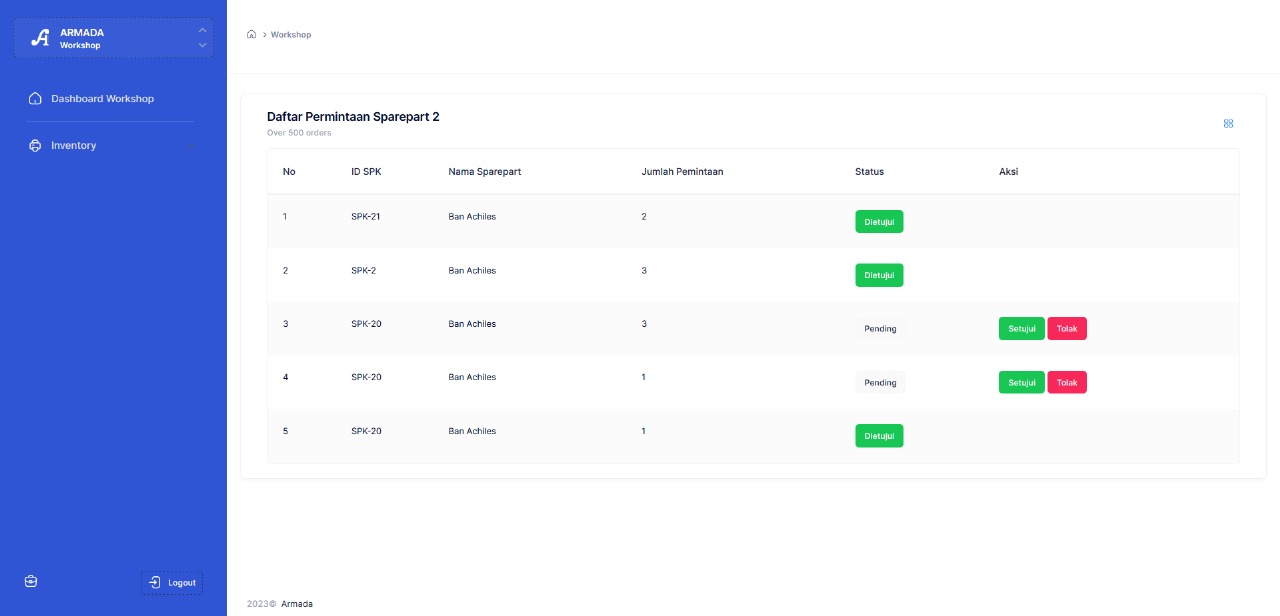 ARMADA
Workshop
Dashboard Workshop
Inventory
Logout
> Workshop
Daftar Permintaan Sparepart 2
Over 500 orders
No ID SPK Nama Sparepart Jumlah Pemintaan Status Aksi
1 SPK-21 Ban Achiles 2 Dietujui
2 SPK-2 Ban Achiles 3 Dietujui
3 SPK-20 Ban Achiles 3 Pending Setujui Tolak
4 SPK-20 Ban Achiles 1 Pending Setujui Tolak
5 SPK-20 Ban Achiles 1 Dietujui
2023© Armada